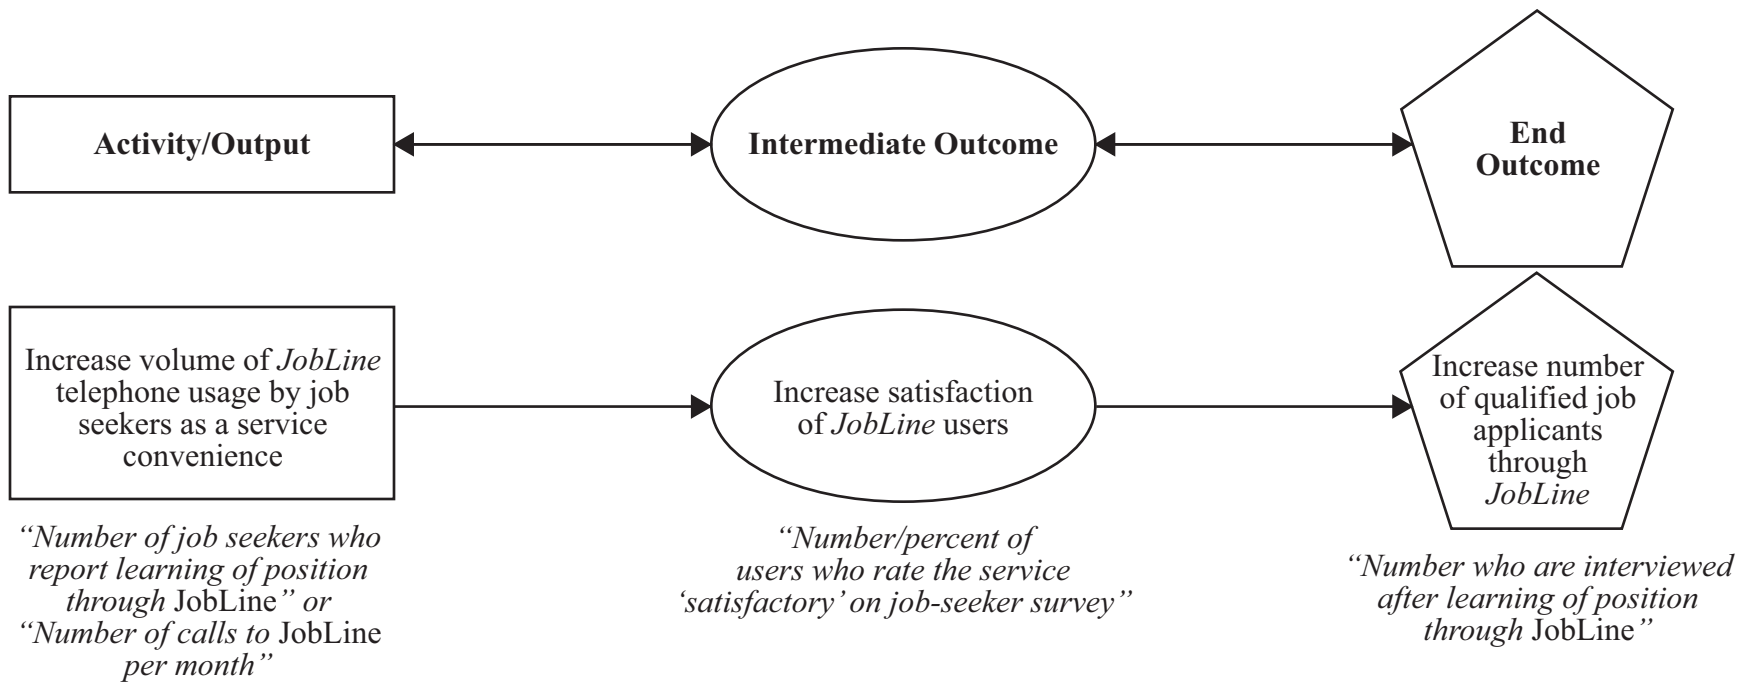 Activity/Output
Intermediate Outcome
End
Outcome
Increase volume of JobLine
telephone usage by job
seekers as a service
convenience
Increase satisfaction
of JobLine users
Increase number
of qualified job
applicants
through
JobLine
“Number of job seekers who
report learning of position
through JobLine” or
“Number of calls to JobLine
per month”
“Number/percent of
users who rate the service
‘satisfactory’ on job-seeker survey”
“Number who are interviewed
after learning of position
through JobLine”